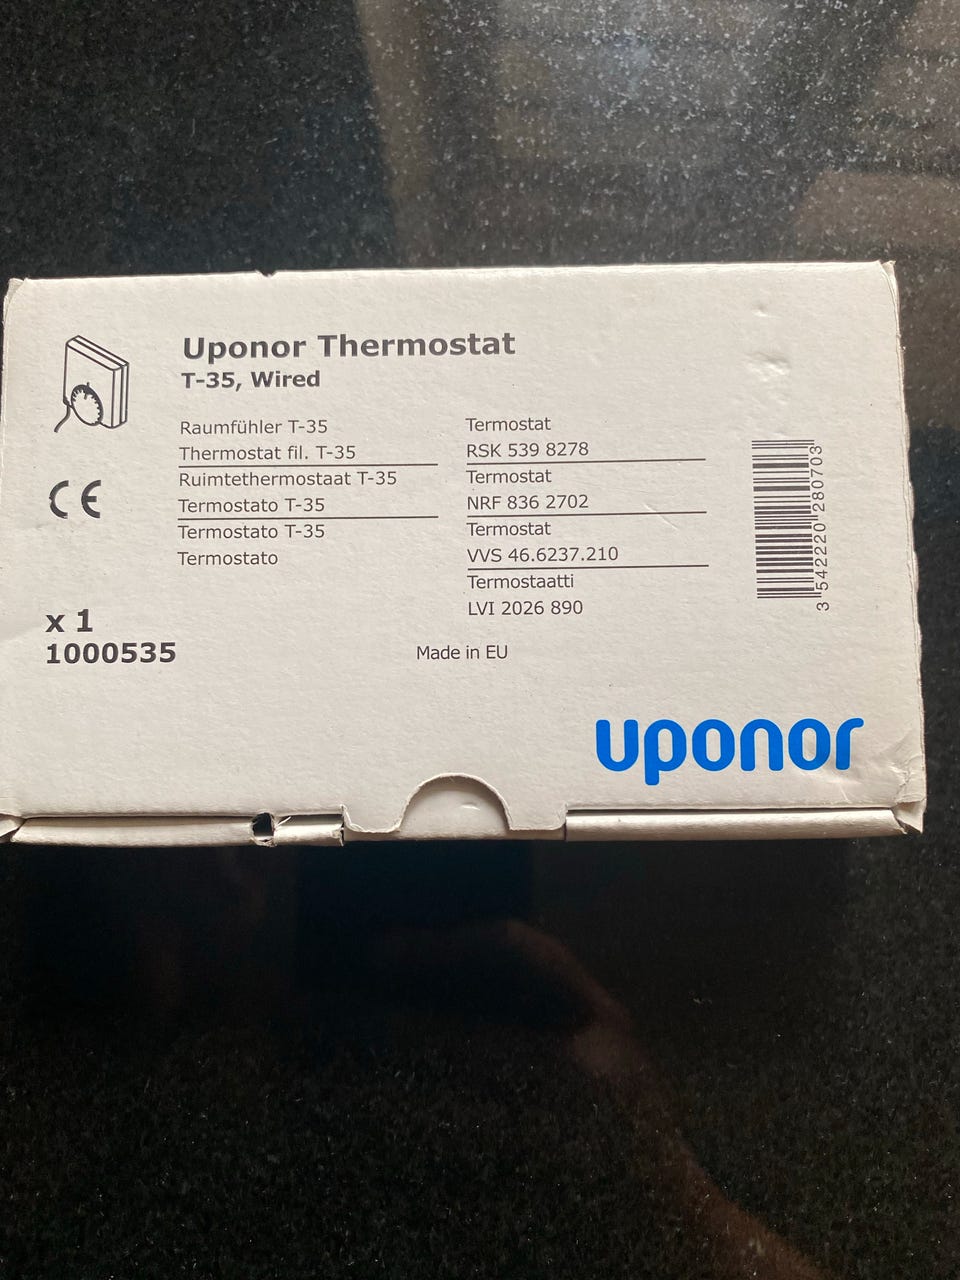 Uponor Thermostat
T-35, Wired
Raumfühler T-35
Thermostat fil. T-35
Ruimtethermostaat T-35
Termostato T-35
Termostato T-35
Termostato
Termostat
RSK 539 8278
Termostat
NRF 836 2702
Termostat
VVS 46.6237.210
Termostaatti
LVI 2026 890
CE
x 1
1000535
Made in EU
3 542220 280703
uponor